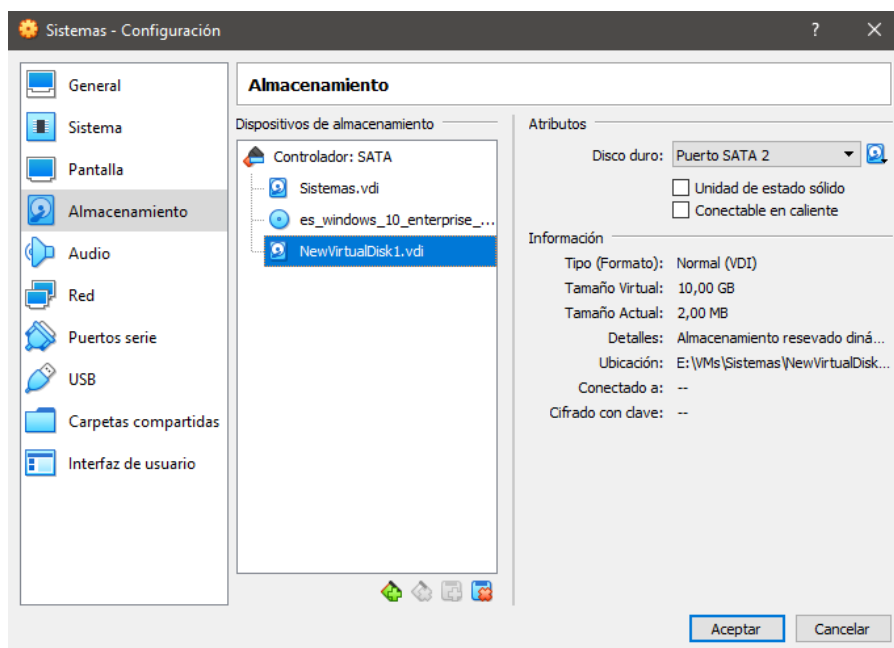 Sistemas - Configuración ?
General
Sistema
Pantalla
Almacenamiento
Audio
Red
Puertos serie
USB
Carpetas compartidas
Interfaz de usuario
Almacenamiento
Dispositivos de almacenamiento
Controlador: SATA
Sistemas.vdi
es_windows_10_enterprise_...
NewVirtualDisk1.vdi
Atributos
Disco duro: Puerto SATA 2
Unidad de estado sólido
Conectable en caliente
Información
Tipo (Formato): Normal (VDI)
Tamaño Virtual: 10,00 GB
Tamaño Actual: 2,00 MB
Detalles: Almacenamiento resevado diná...
Ubicación: E:\VMs\Sistemas\NewVirtualDisk...
Conectado a: --
Cifrado con clave: --
Aceptar Cancelar